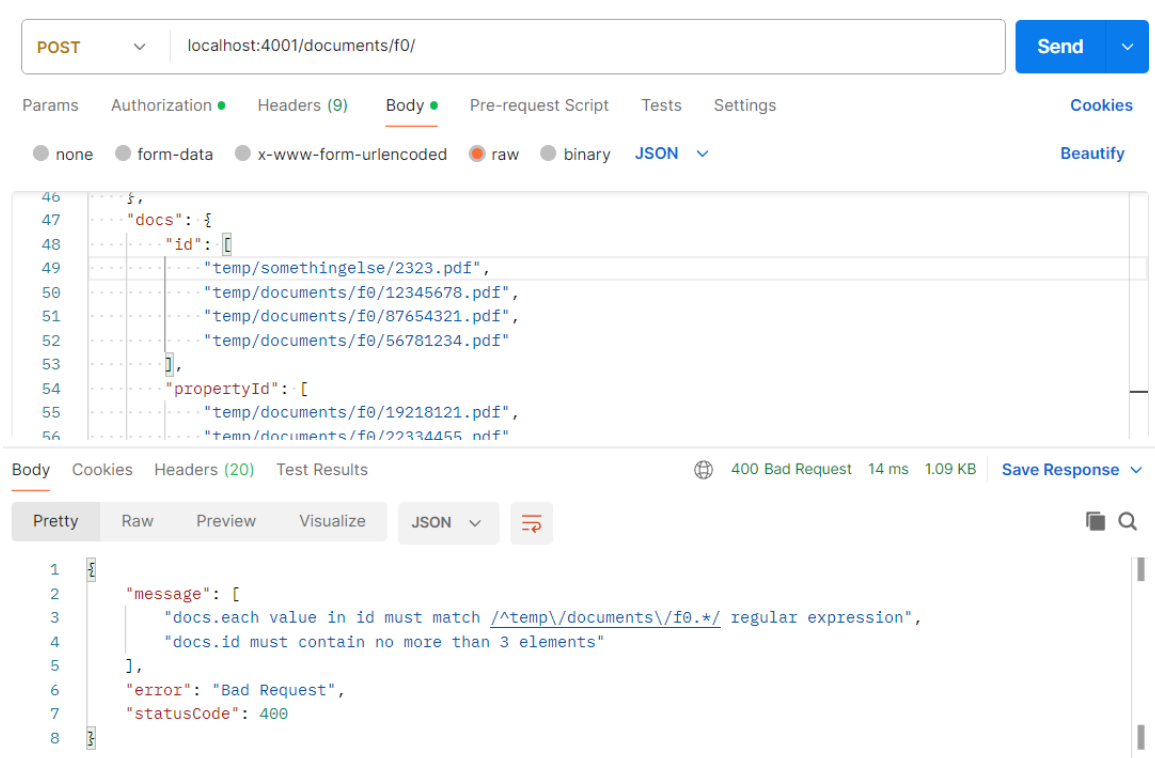 POST localhost:4001/documents/f0/ Send
Params Authorization Headers (9) Body Pre-request Script Tests Settings Cookies
none form-data x-www-form-urlencoded raw binary JSON Beautify
46 },
47 "docs": {
48 "id": [
49 "temp/somethingelse/2323.pdf",
50 "temp/documents/f0/12345678.pdf",
51 "temp/documents/f0/87654321.pdf",
52 "temp/documents/f0/56781234.pdf"
53 ],
54 "propertyId": [
55 "temp/documents/f0/19218121.pdf",
56 "temp/documents/f0/22334455.pdf"
Body Cookies Headers (20) Test Results 400 Bad Request 14 ms 1.09 KB Save Response
Pretty Raw Preview Visualize JSON
1 {
2 "message": [
3 "docs.each value in id must match /^temp\/documents\/f0.*/ regular expression",
4 "docs.id must contain no more than 3 elements"
5 ],
6 "error": "Bad Request",
7 "statusCode": 400
8 }